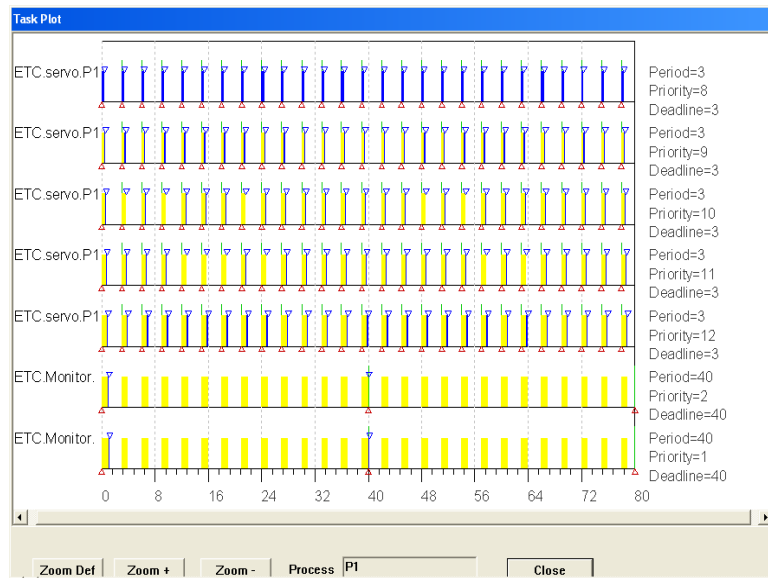 Task Plot
ETC.servo.P1
Period=3
Priority=8
Deadline=3
ETC.servo.P1
Period=3
Priority=9
Deadline=3
ETC.servo.P1
Period=3
Priority=10
Deadline=3
ETC.servo.P1
Period=3
Priority=11
Deadline=3
ETC.servo.P1
Period=3
Priority=12
Deadline=3
ETC.Monitor.
Period=40
Priority=2
Deadline=40
ETC.Monitor.
Period=40
Priority=1
Deadline=40
0 8 16 24 32 40 48 56 64 72 80
Zoom Def Zoom + Zoom - Process P1 Close